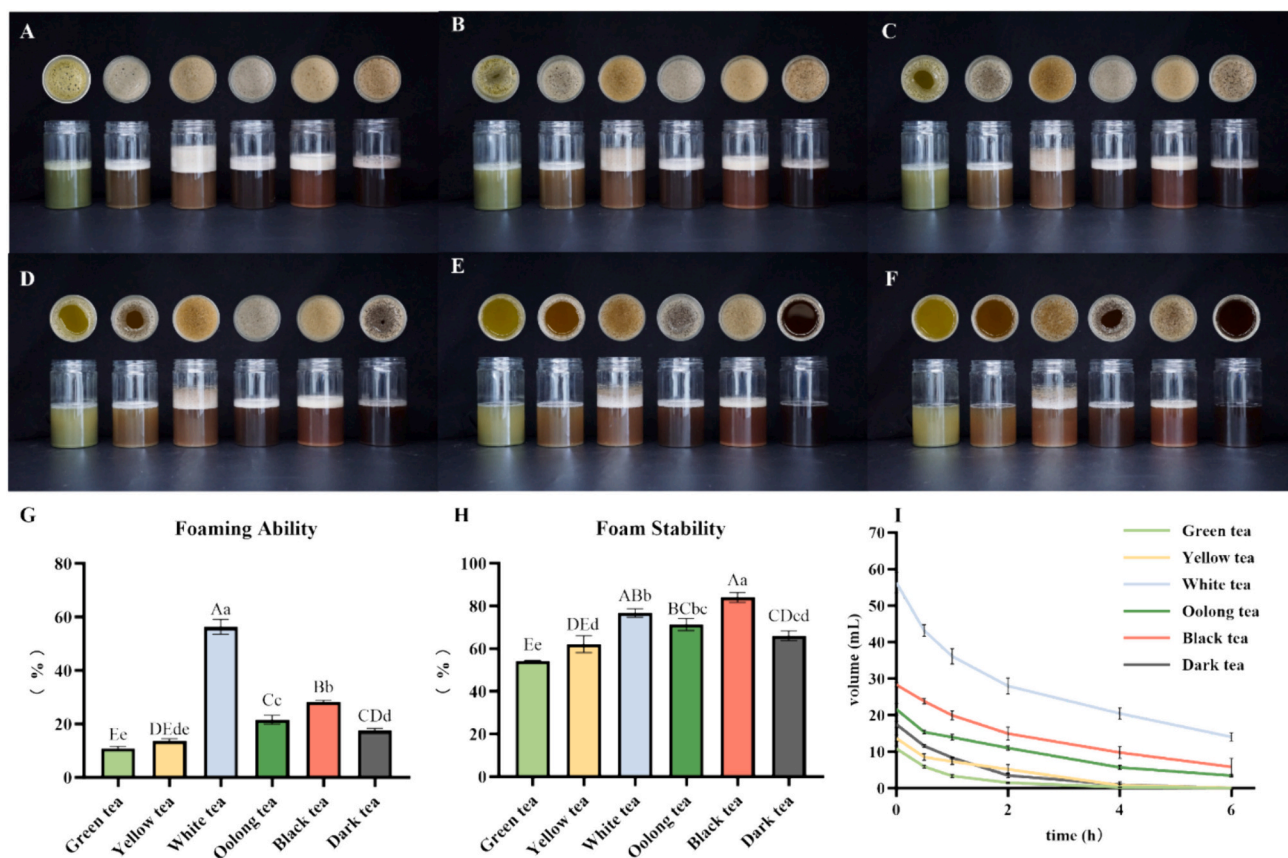 A
B
C
D
E
F
G
Foaming Ability
80
60
40
20
0
( % )
Ee
DEde
Aa
Cc
Bb
CDd
Green tea
Yellow tea
White tea
Oolong tea
Black tea
Dark tea
H
Foam Stability
100
80
60
40
20
0
( % )
Ee
DEd
ABb
BCbc
Aa
CDcd
Green tea
Yellow tea
White tea
Oolong tea
Black tea
Dark tea
I
70
60
50
40
30
20
10
0
volume (mL)
Green tea
Yellow tea
White tea
Oolong tea
Black tea
Dark tea
0
2
4
6
time (h)